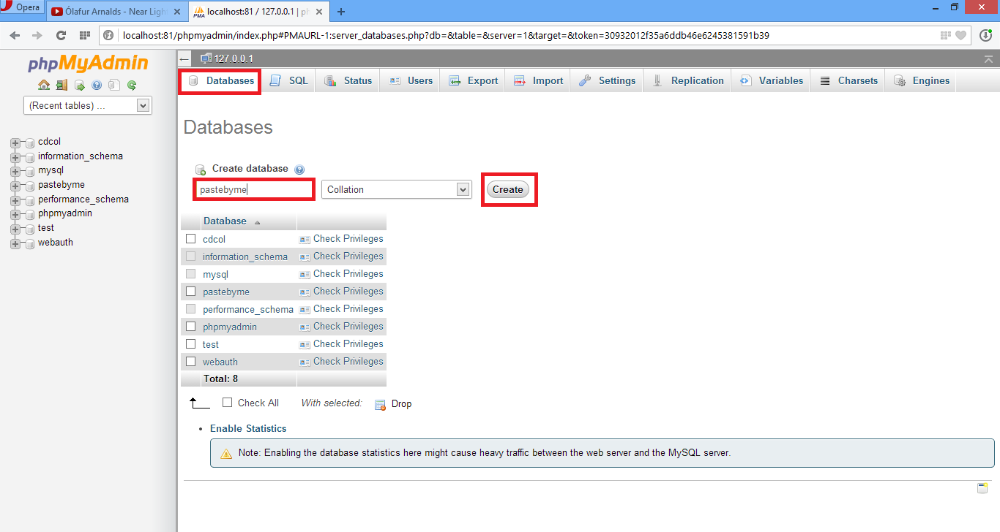 Opera
Ólafur Arnalds - Near Light
localhost:81 / 127.0.0.1 | ph
localhost:81/phpmyadmin/index.php#PMAURL-1:server_databases.php?db=&table=&server=1&target=&token=30932012f35a6ddb46e6245381591b39
phpMyAdmin
(Recent tables) ...
cdcol
information_schema
mysql
pastebyme
performance_schema
phpmyadmin
test
webauth
127.0.0.1
Databases SQL Status Users Export Import Settings Replication Variables Charsets Engines
Databases
Create database
pastebyme Collation Create
Database
cdcol Check Privileges
information_schema Check Privileges
mysql Check Privileges
pastebyme Check Privileges
performance_schema Check Privileges
phpmyadmin Check Privileges
test Check Privileges
webauth Check Privileges
Total: 8
Check All With selected: Drop
• Enable Statistics
Note: Enabling the database statistics here might cause heavy traffic between the web server and the MySQL server.